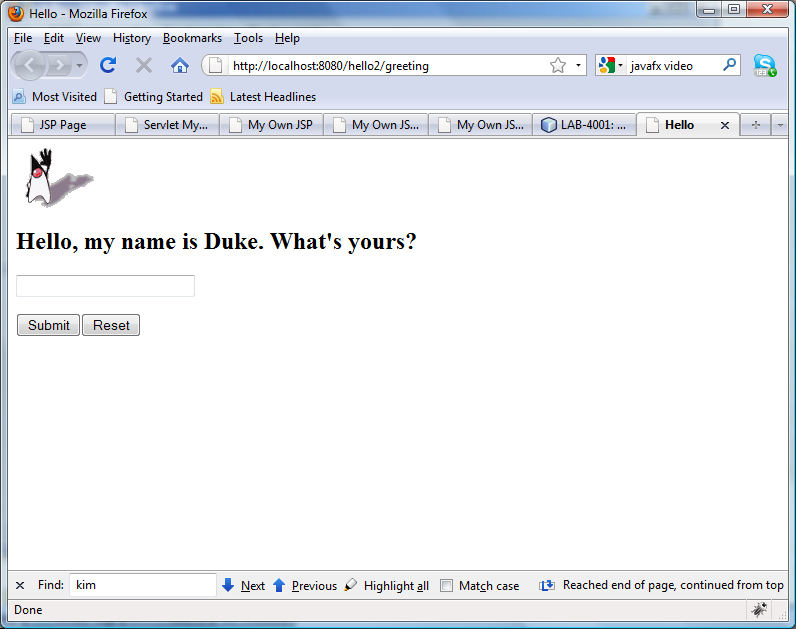 Hello - Mozilla Firefox
File Edit View History Bookmarks Tools Help
http://localhost:8080/hello2/greeting javafx video
Most Visited Getting Started Latest Headlines
JSP Page Servlet My... My Own JSP My Own JS... My Own JS... LAB-4001: ... Hello
Hello, my name is Duke. What's yours?
Submit Reset
Find: kim Next Previous Highlight all Match case Reached end of page, continued from top
Done